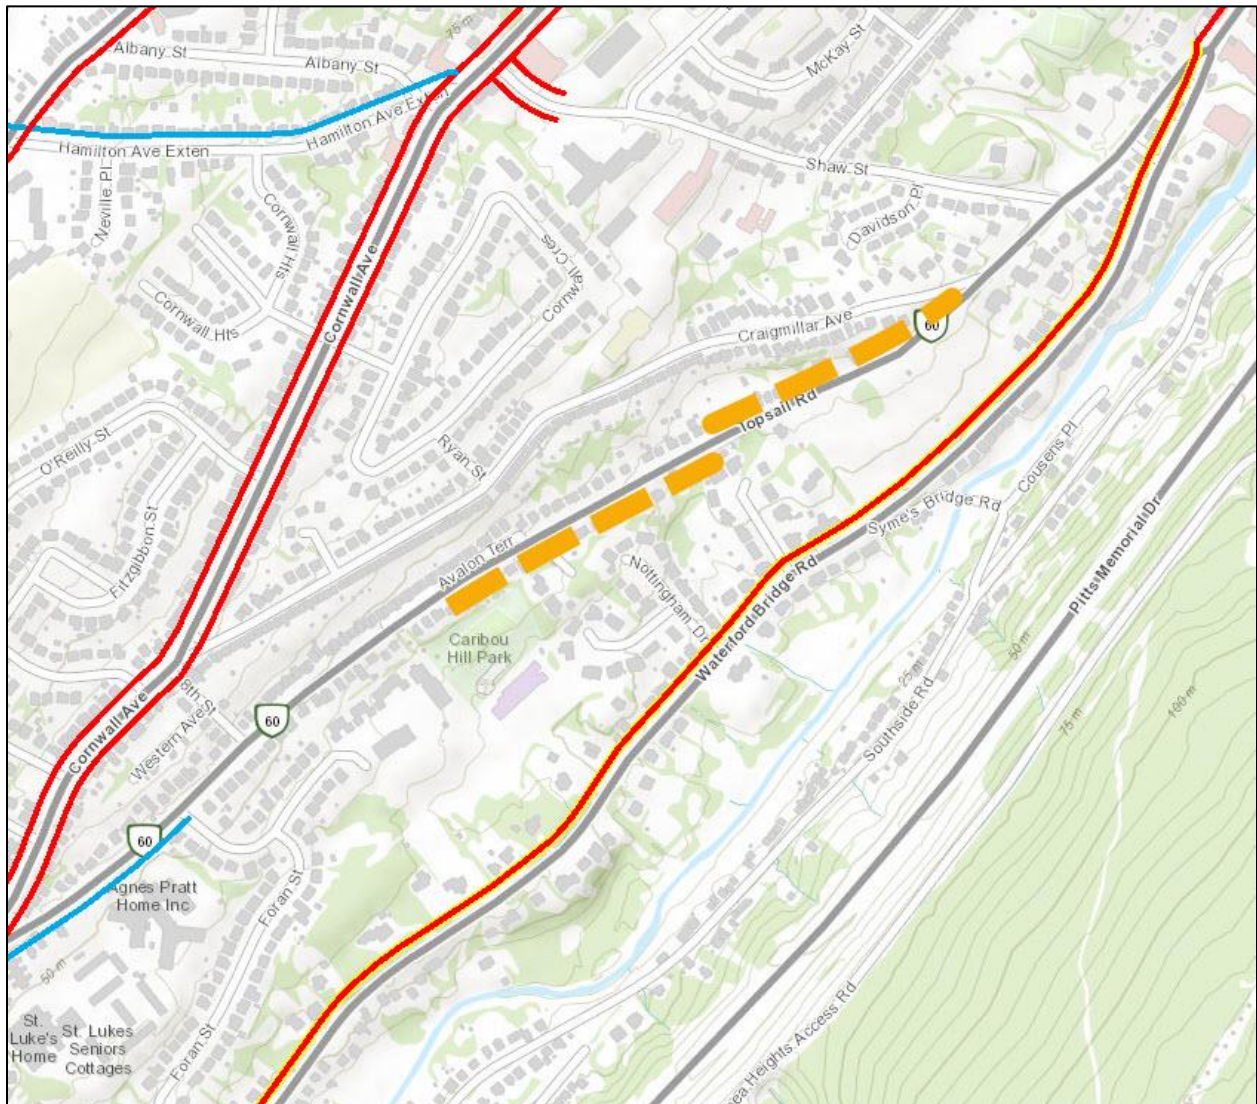 75 m
Albany St
Albany St
McKay St
Hamilton Ave Exten
Hamilton Ave Exten
Neville Pl
Cornwall Hts
Cornwall Hts
Cornwall Ave
Cornwall Cres
Shaw St
Davidson Pl
Craigmillar Ave
60
Topsail Rd
Ryan St
O'Reilly St
Fitzgibbon St
Avalon Terr
Nottingham Dr
Caribou
Hill Park
Syme's Bridge Rd
Cousens Pl
Waterford Bridge Rd
Pitts Memorial Dr
50 m
25 m
75 m
100 m
Southside Rd
8th St
Western Ave
Cornwall Ave
60
60
Agnes Pratt
Home Inc
Foran St
50 m
St.
Luke's
Home
St. Lukes
Seniors
Cottages
Foran St
Heights Access Rd